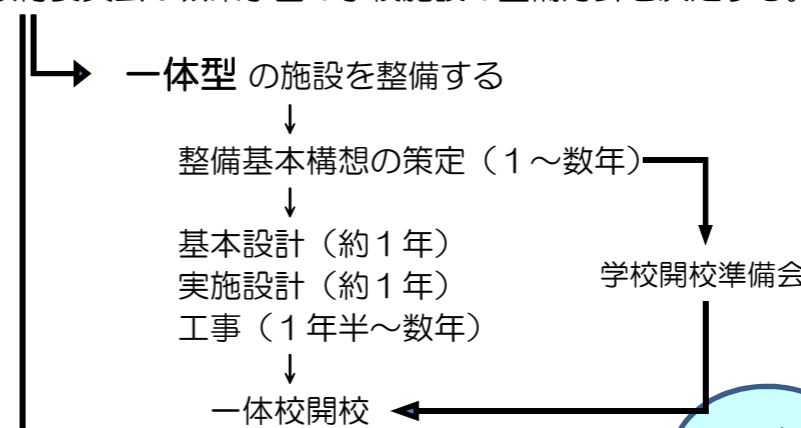 一体型 の施設を整備する
↓
整備基本構想の策定（１～数年）
↓
基本設計（約１年）
実施設計（約１年）
学校開校準備会
工事（１年半～数年）
↓
一体校開校